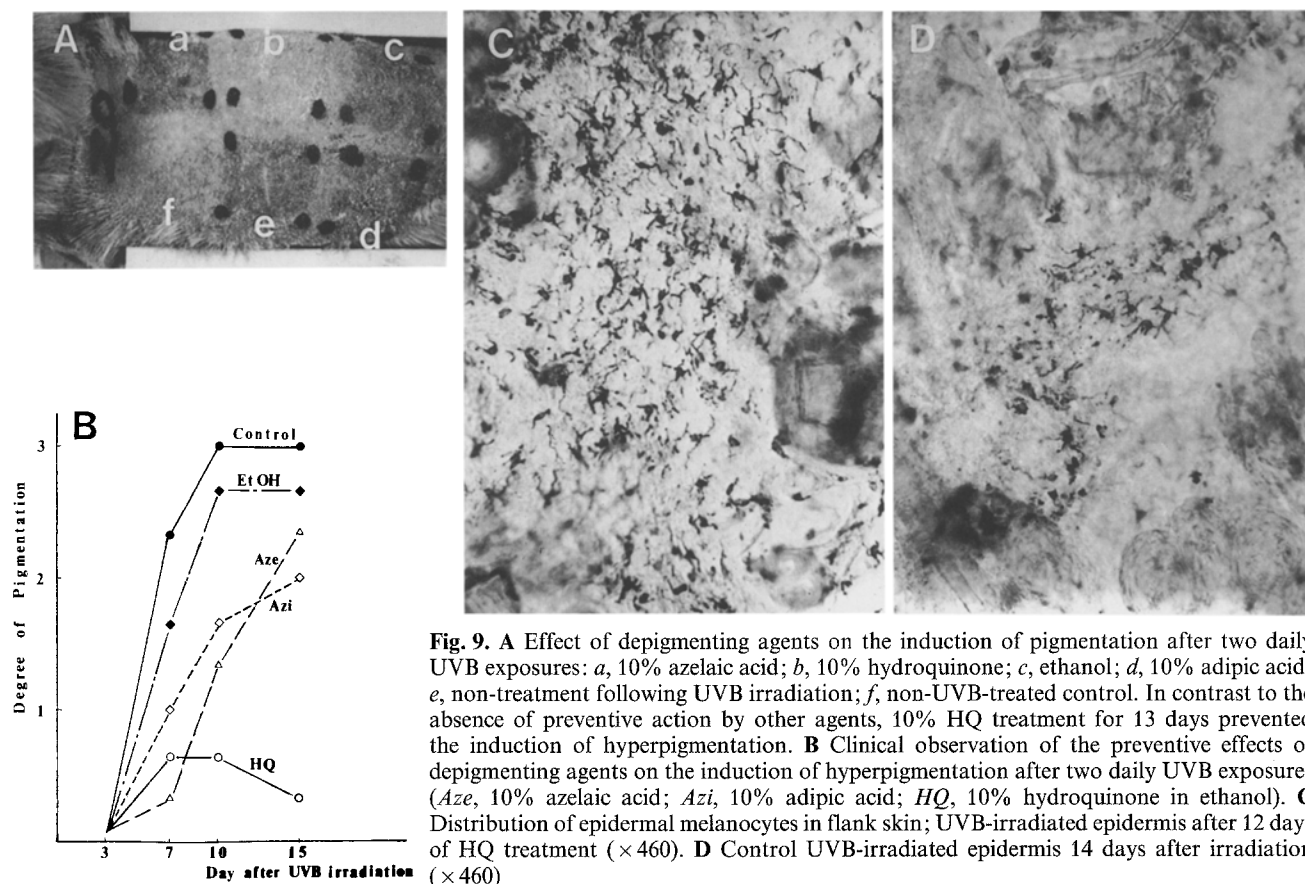 A
a
b
c
f
e
d
C
D
B
Degree of Pigmentation
3
2
1
Control
EtOH
Aze
Azi
HQ
3 7 10 15
Day after UVB irradiation
Fig. 9. A Effect of depigmenting agents on the induction of pigmentation after two daily
UVB exposures: a, 10% azelaic acid; b, 10% hydroquinone; c, ethanol; d, 10% adipic acid
e, non-treatment following UVB irradiation; f, non-UVB-treated control. In contrast to the
absence of preventive action by other agents, 10% HQ treatment for 13 days prevented
the induction of hyperpigmentation. B Clinical observation of the preventive effects o
depigmenting agents on the induction of hyperpigmentation after two daily UVB exposure
(Aze, 10% azelaic acid; Azi, 10% adipic acid; HQ, 10% hydroquinone in ethanol).
Distribution of epidermal melanocytes in flank skin; UVB-irradiated epidermis after 12 day
of HQ treatment (×460). D Control UVB-irradiated epidermis 14 days after irradiation
(×460)